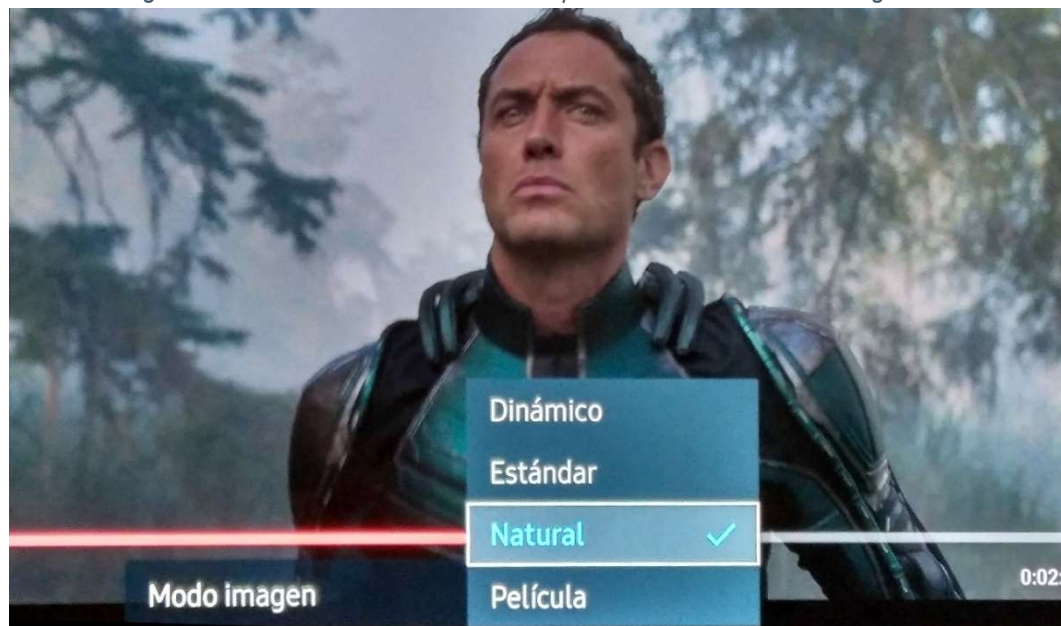 Dinámico
Estándar
Natural
Modo imagen
Película